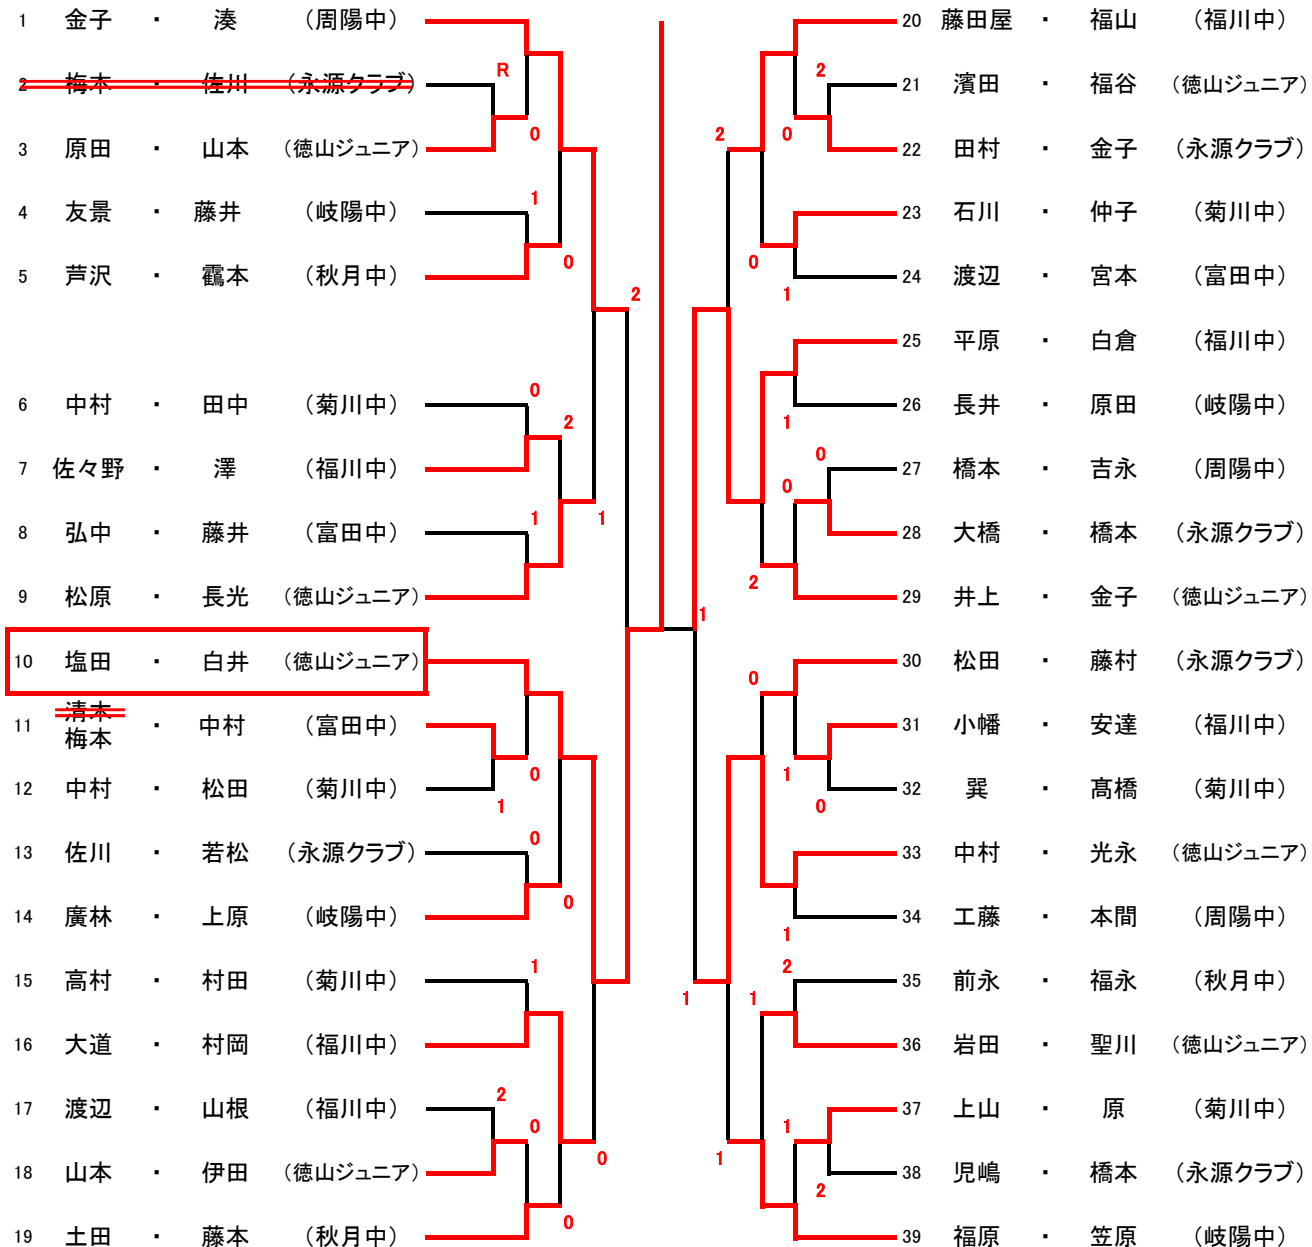 1 金子 ・ 湊 （周陽中）
2 梅本 ・ 佐川 （永源クラブ）
R
0
3 原田 ・ 山本 （徳山ジュニア）
1
4 友景 ・ 藤井 （岐陽中）
0
5 芦沢 ・ 靏本 （秋月中）
2
0
6 中村 ・ 田中 （菊川中）
2
7 佐々野 ・ 澤 （福川中）
1
1
8 弘中 ・ 藤井 （富田中）
9 松原 ・ 長光 （徳山ジュニア）
10 塩田 ・ 白井 （徳山ジュニア）
清本
11 ・ 中村 （富田中）
梅本
0
12 中村 ・ 松田 （菊川中）
1
0
13 佐川 ・ 若松 （永源クラブ）
0
14 廣林 ・ 上原 （岐陽中）
1
15 高村 ・ 村田 （菊川中）
16 大道 ・ 村岡 （福川中）
2
17 渡辺 ・ 山根 （福川中）
0
0
18 山本 ・ 伊田 （徳山ジュニア）
0
19 土田 ・ 藤本 （秋月中）
20 藤田屋 ・ 福山 （福川中）
2
21 濱田 ・ 福谷 （徳山ジュニア）
2
0
22 田村 ・ 金子 （永源クラブ）
23 石川 ・ 仲子 （菊川中）
0
24 渡辺 ・ 宮本 （富田中）
1
25 平原 ・ 白倉 （福川中）
26 長井 ・ 原田 （岐陽中）
1
0
27 橋本 ・ 吉永 （周陽中）
0
28 大橋 ・ 橋本 （永源クラブ）
2
29 井上 ・ 金子 （徳山ジュニア）
1
30 松田 ・ 藤村 （永源クラブ）
0
31 小幡 ・ 安達 （福川中）
1
32 巽 ・ 髙橋 （菊川中）
0
33 中村 ・ 光永 （徳山ジュニア）
34 工藤 ・ 本間 （周陽中）
1
2
35 前永 ・ 福永 （秋月中）
1
1
36 岩田 ・ 聖川 （徳山ジュニア）
37 上山 ・ 原 （菊川中）
1
1
38 児嶋 ・ 橋本 （永源クラブ）
2
39 福原 ・ 笠原 （岐陽中）